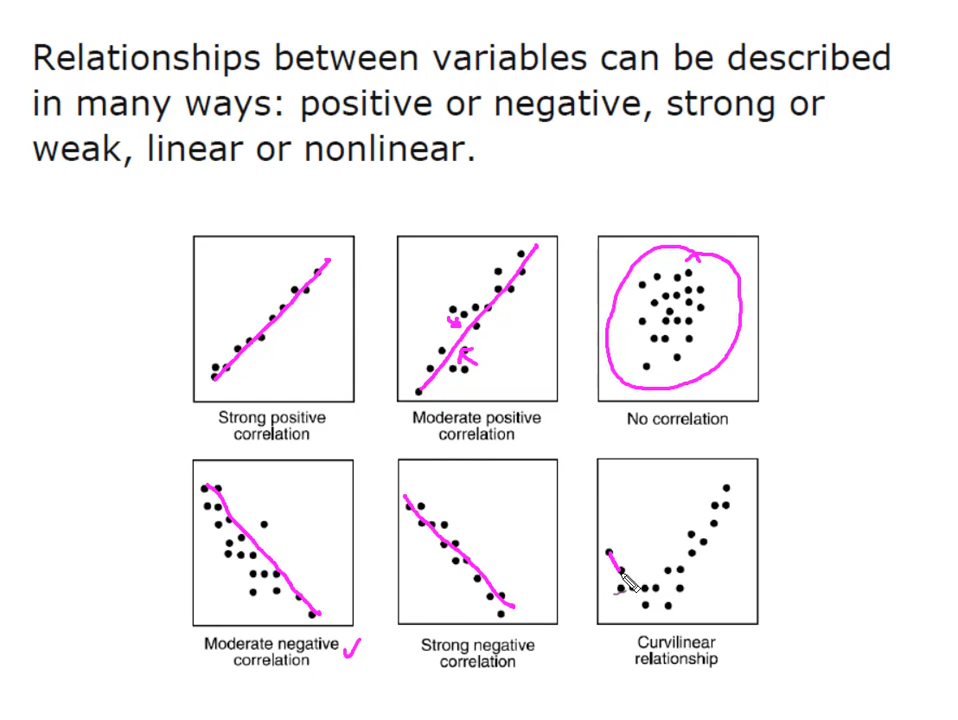 Relationships between variables can be described
in many ways: positive or negative, strong or
weak, linear or nonlinear.
Strong positive
correlation
Moderate positive
correlation
No correlation
Moderate negative
correlation
Strong negative
correlation
Curvilinear
relationship